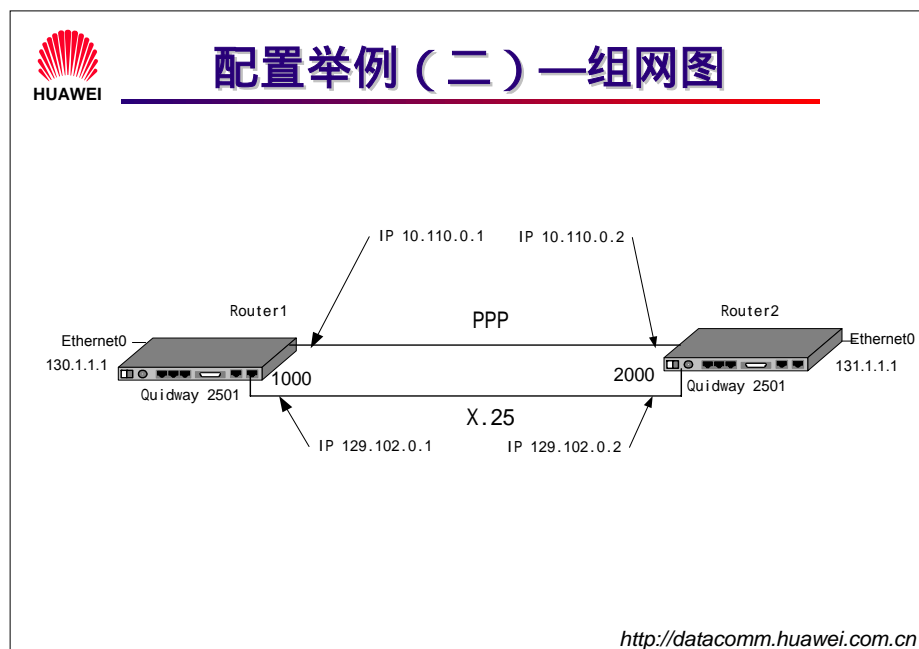 HUAWEI
配置举例（二）—组网图
IP 10.110.0.1
IP 10.110.0.2
Router1
Router2
PPP
Ethernet0
Ethernet0
130.1.1.1
131.1.1.1
1000
2000
Quidway 2501
Quidway 2501
X.25
IP 129.102.0.1
IP 129.102.0.2
http://datacomm.huawei.com.cn